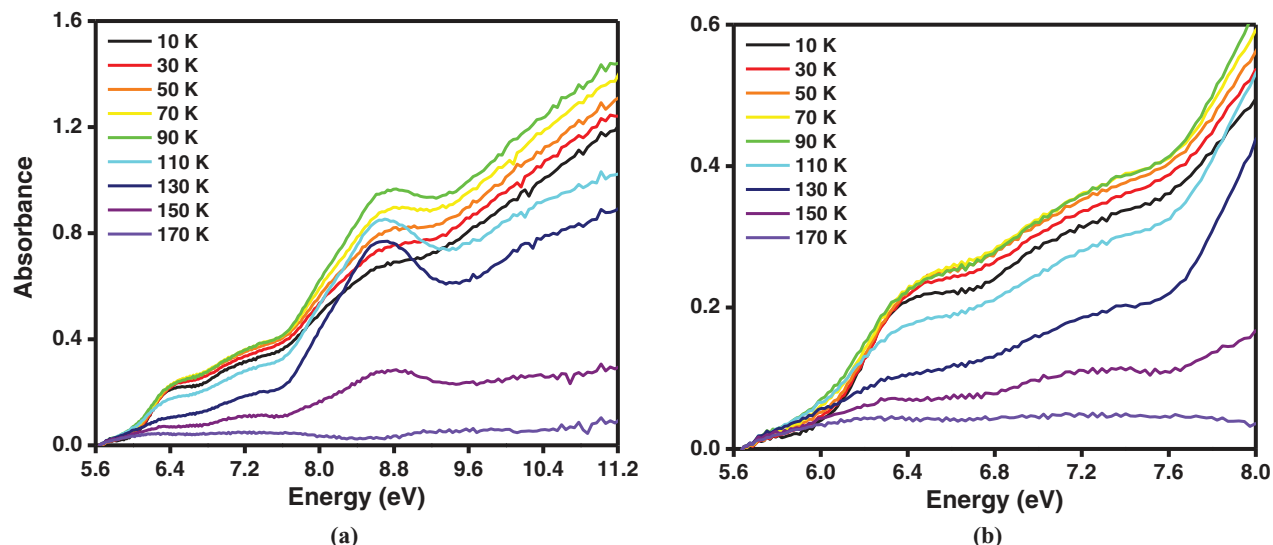 1.6
1.2
0.8
0.4
0.0
Absorbance
10 K
30 K
50 K
70 K
90 K
110 K
130 K
150 K
170 K
5.6 6.4 7.2 8.0 8.8 9.6 10.4 11.2
Energy (eV)
(a)
0.6
0.4
0.2
0.0
10 K
30 K
50 K
70 K
90 K
110 K
130 K
150 K
170 K
5.6 6.0 6.4 6.8 7.2 7.6 8.0
Energy (eV)
(b)